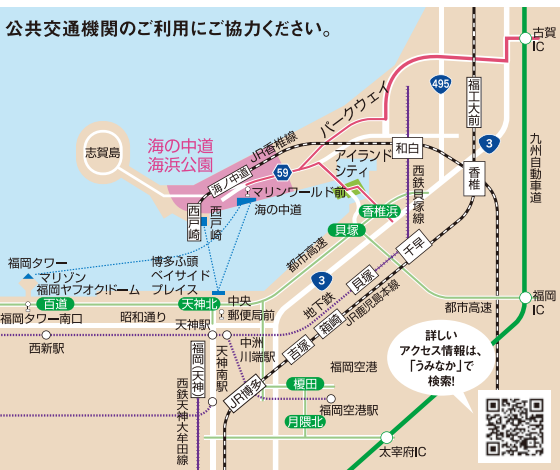 公共交通機関のご利用にご協力ください。
古賀
IC
495
パークウェイ
福工大前
3
九州自動車道
志賀島
海の中道
海浜公園
JR香椎線
和白
アイランド
シティ
海ノ中道
59
マリンワールド前
香椎
西鉄貝塚線
西戸崎
西戸崎
海の中道
香椎浜
貝塚
千早
都市高速
福岡タワー
マリゾン
福岡ヤフオク!ドーム
博多ふ頭
ベイサイド
プレイス
3
貝塚
地下鉄
箱崎
JR鹿児島本線
都市高速
福岡
IC
百道
天神北
中央
郵便局前
福岡タワー南口
昭和通り
天神駅
西新駅
天神南駅
中洲
川端駅
吉塚
福岡(天神)
JR博多
福岡空港
榎田
福岡空港駅
月隈北
西鉄天神大牟田線
太宰府IC
詳しい
アクセス情報は、
「うみなか」で
検索!